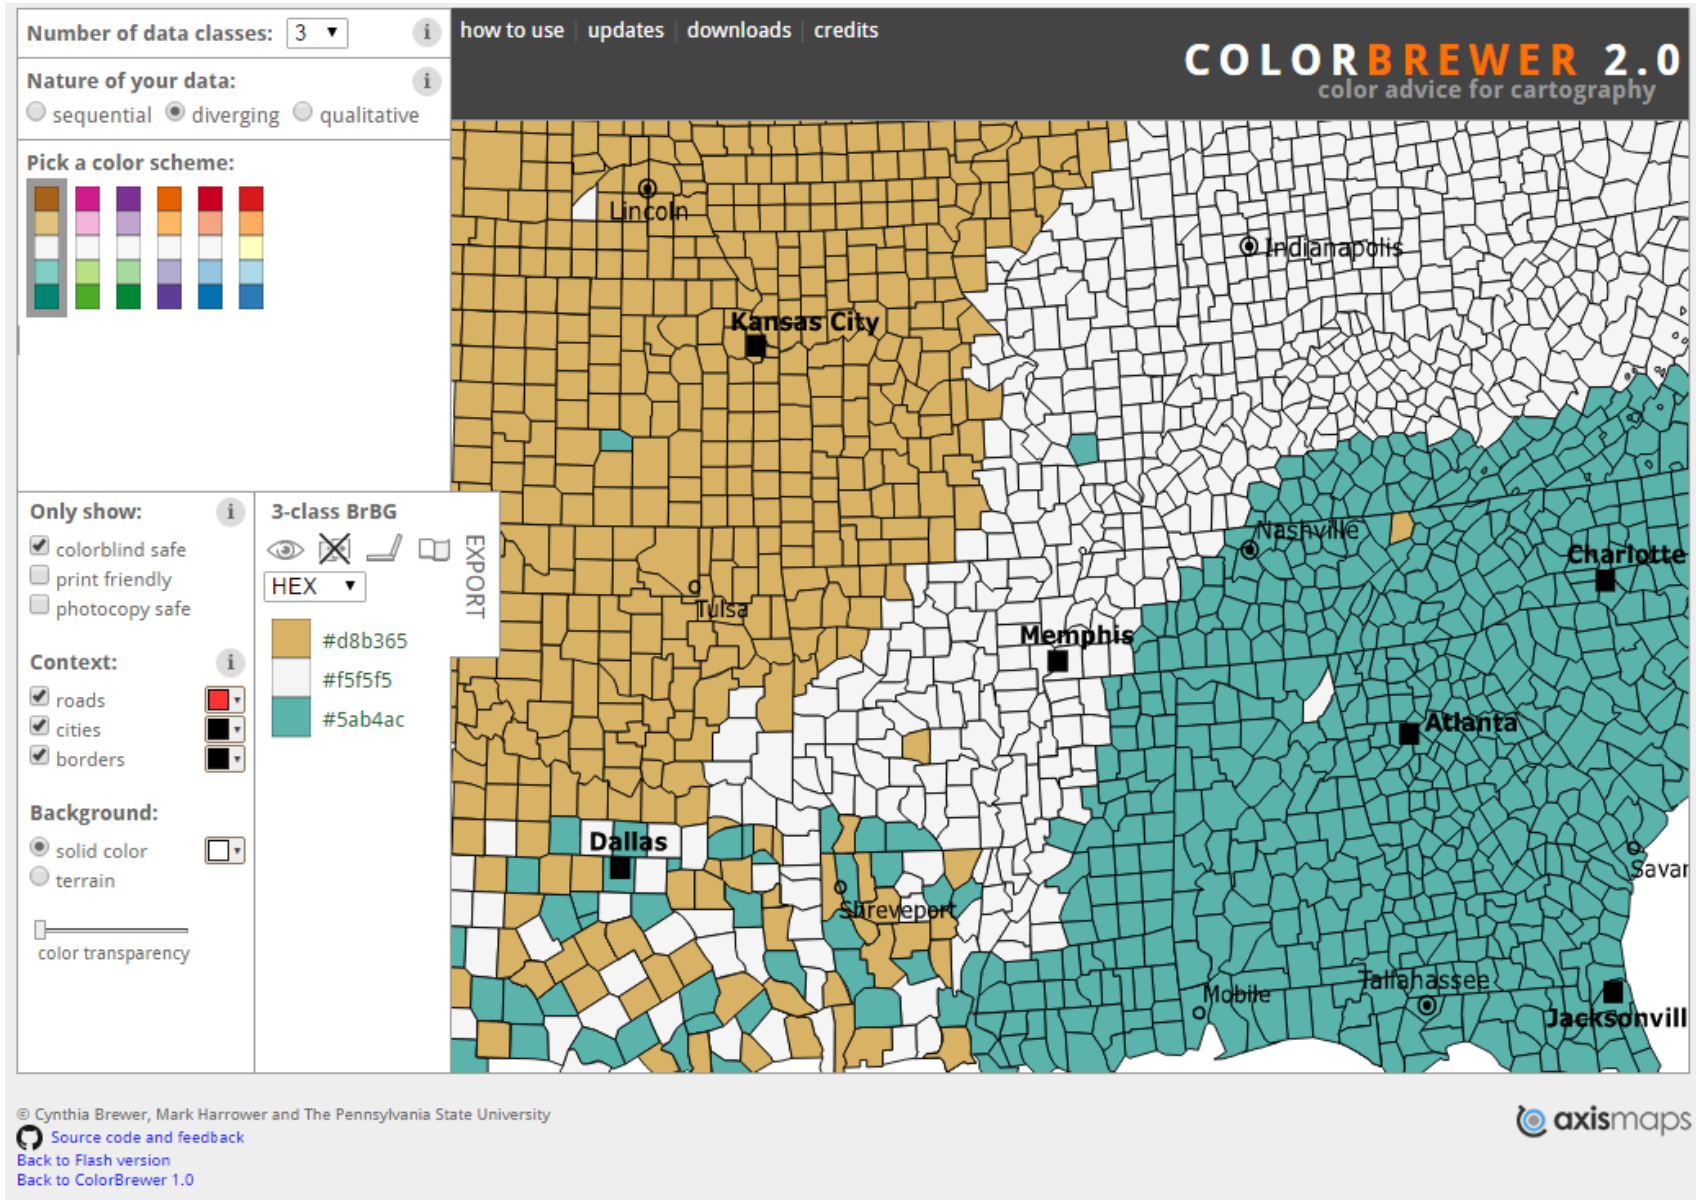 Number of data classes: 3
how to use updates downloads credits
COLORBREWER 2.0
color advice for cartography
Nature of your data:
sequential diverging qualitative
Pick a color scheme:
Lincoln
Indianapolis
Kansas City
Only show:
colorblind safe
print friendly
photocopy safe
3-class BrBG
HEX
EXPORT
#d8b365
#f5f5f5
#5ab4ac
Context:
roads
cities
borders
Background:
solid color
terrain
color transparency
Nashville
Charlotte
Tulsa
Memphis
Atlanta
Dallas
Savar
Shreveport
Tallahassee
Mobile
Jacksonvill
© Cynthia Brewer, Mark Harrower and The Pennsylvania State University
Source code and feedback
Back to Flash version
Back to ColorBrewer 1.0
axismaps